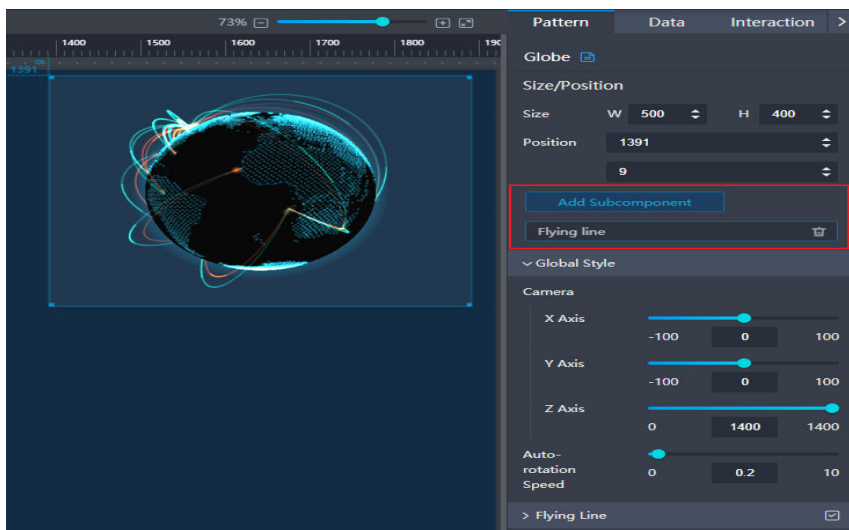 73%
1400 1500 1600 1700 1800 190
1391
Pattern Data Interaction >
Globe
Size/Position
Size W 500 H 400
Position 1391
9
Add Subcomponent
Flying line
Global Style
Camera
X Axis
-100 0 100
Y Axis
-100 0 100
Z Axis
0 1400 1400
Auto-
rotation
Speed
0 0.2 10
> Flying Line